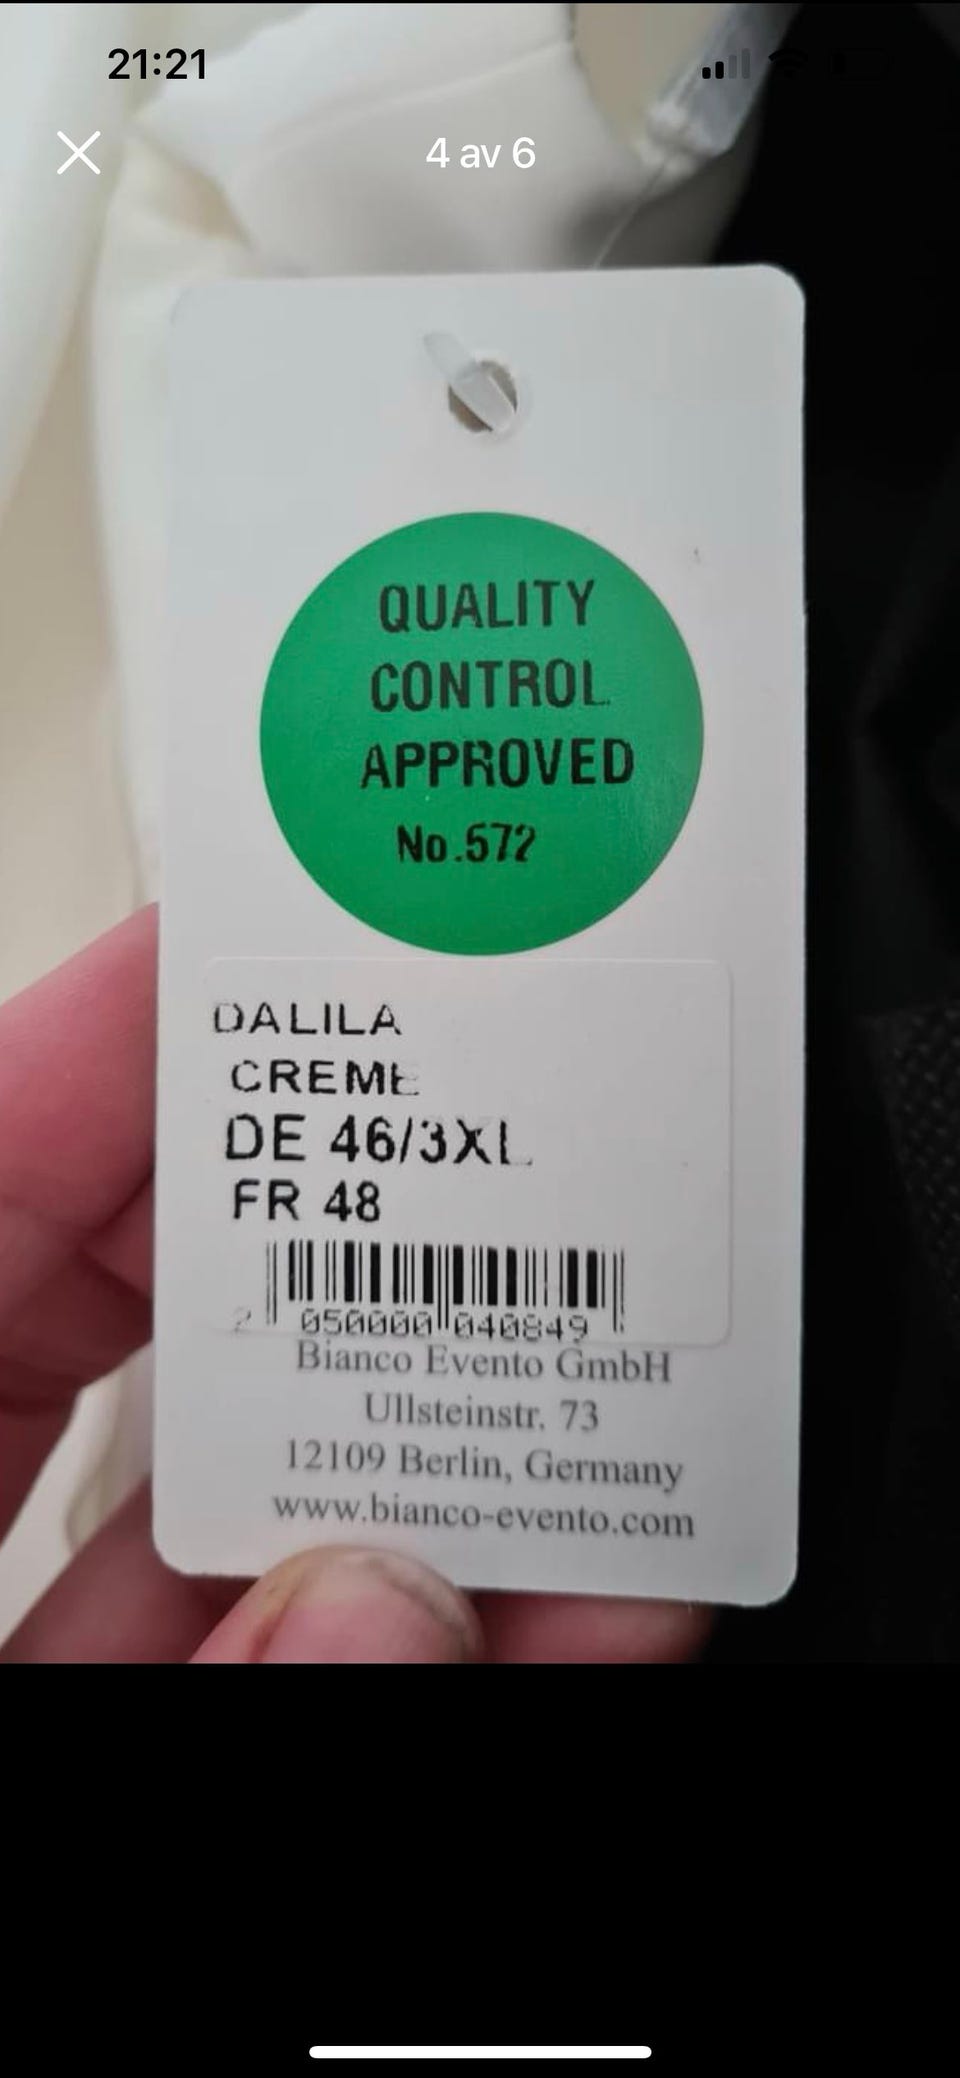 21:21
4 av 6
QUALITY
CONTROL
APPROVED
No.572
DALILA
CREME
DE 46/3XL
FR 48
2 050000 040849
Bianco Evento GmbH
Ullsteinstr. 73
12109 Berlin, Germany
www.bianco-evento.com